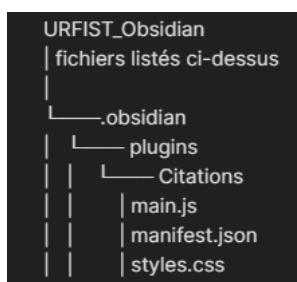 URFIST_Obsidian
fichiers listés ci-dessus
.obsidian
plugins
Citations
main.js
manifest.json
styles.css